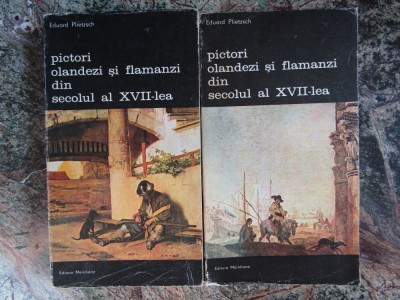 Eduard Plietzsch
pictori
olandezi și flamanzi
din
secolul al XVII-lea
Editura Meridiane
Eduard Plietzsch
pictori
olandezi și flamanzi
din
secolul al XVII-lea
Editura Meridiane